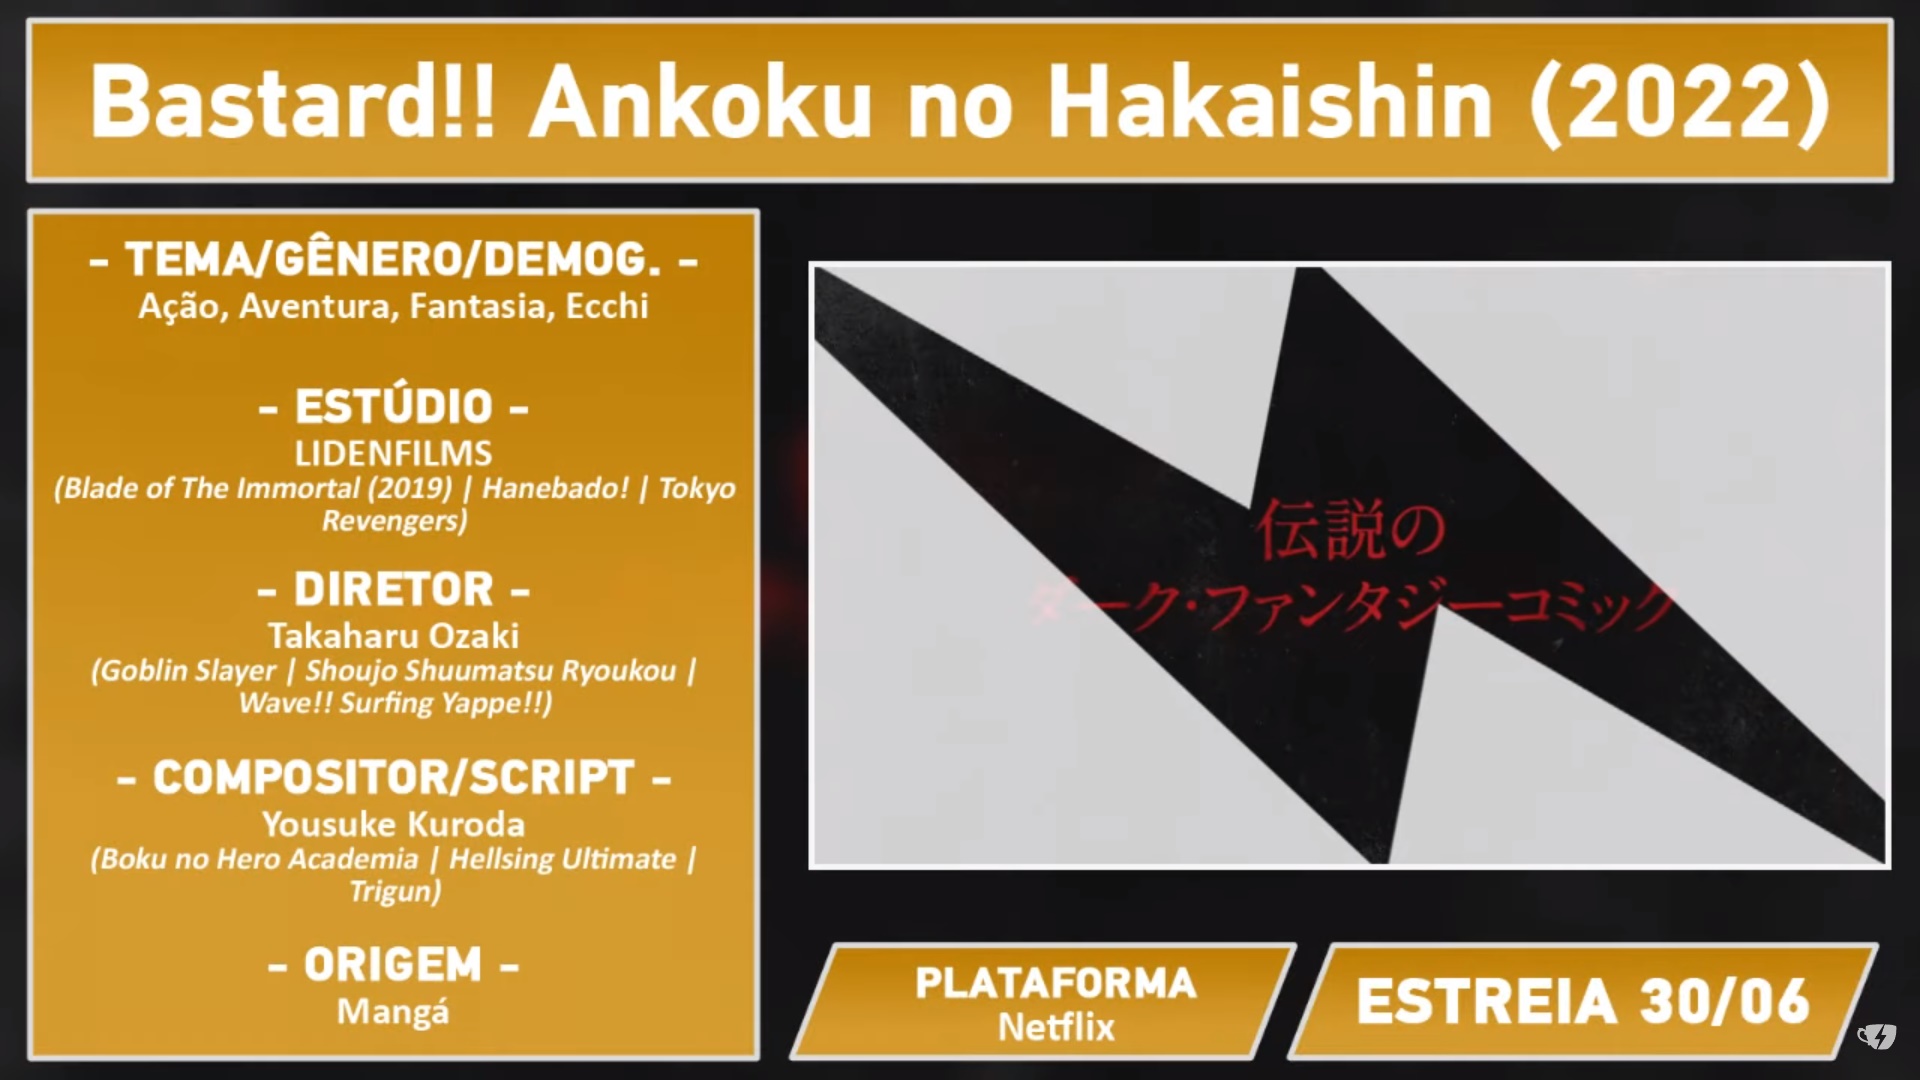 Bastard!! Ankoku no Hakaishin (2022)
- TEMA/GÊNERO/DEMOG. -
Ação, Aventura, Fantasia, Ecchi
- ESTÚDIO -
LIDENFILMS
(Blade of The Immortal (2019) | Hanebado! | Tokyo
Revengers)
- DIRETOR -
Takaharu Ozaki
(Goblin Slayer | Shoujo Shuumatsu Ryoukou |
Wave!! Surfing Yappe!!)
- COMPOSITOR/SCRIPT -
Yousuke Kuroda
(Boku no Hero Academia | Hellsing Ultimate |
Trigun)
- ORIGEM -
Mangá
伝説の
ダーク・ファンタジーコミック
PLATAFORMA
Netflix
ESTREIA 30/06